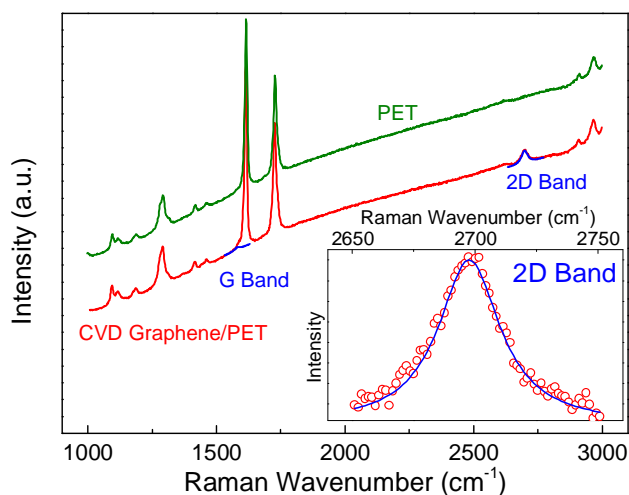 Intensity (a.u.)
PET
2D Band
G Band
CVD Graphene/PET
Raman Wavenumber (cm⁻¹)
2650 2700 2750
2D Band
Intensity
1000 1500 2000 2500 3000
Raman Wavenumber (cm⁻¹)